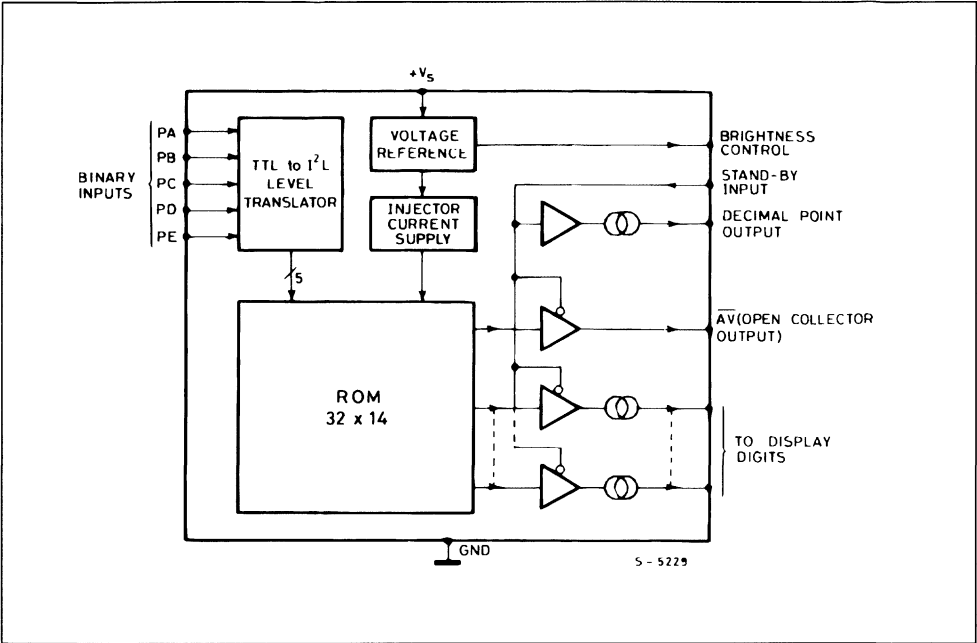 +VS
PA
PB
PC
PD
PE
BINARY
INPUTS
TTL to I²L
LEVEL
TRANSLATOR
VOLTAGE
REFERENCE
INJECTOR
CURRENT
SUPPLY
BRIGHTNESS
CONTROL
STAND-BY
INPUT
DECIMAL POINT
OUTPUT
5
A̅V̅(OPEN COLLECTOR
OUTPUT)
ROM
32 x 14
TO DISPLAY
DIGITS
GND
S - 5229